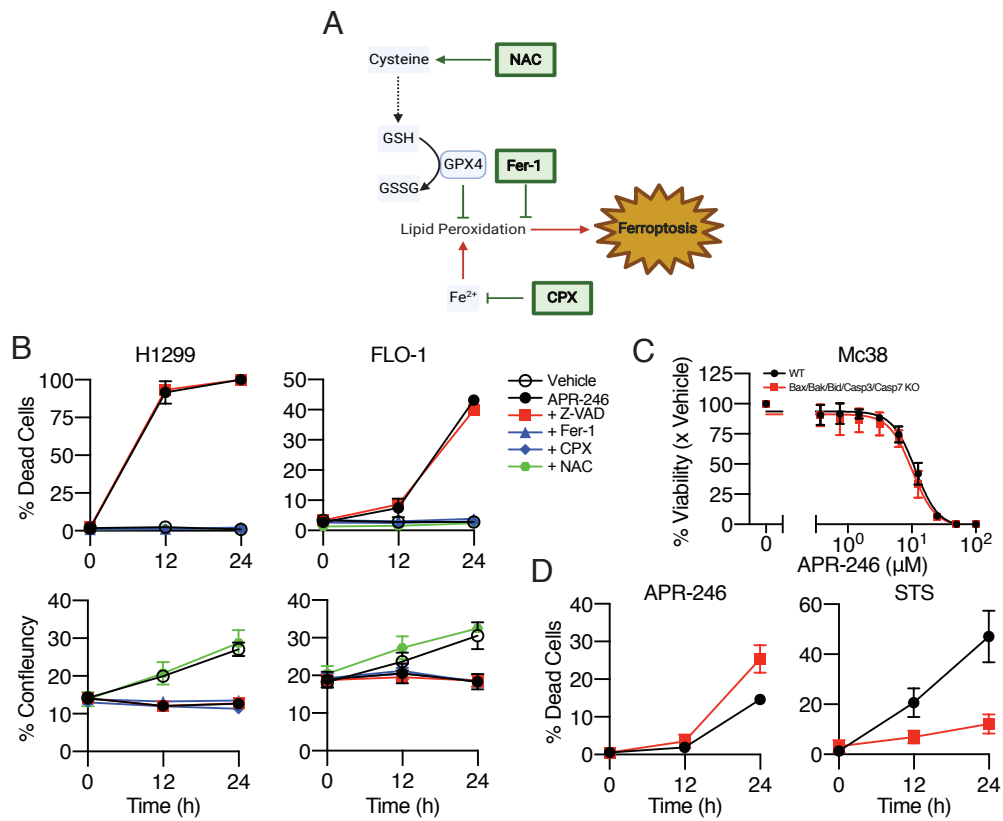 A
Cysteine
NAC
GSH
GPX4
Fer-1
GSSG
Lipid Peroxidation
Ferroptosis
Fe2+
CPX
B
H1299
FLO-1
% Dead Cells
100
75
50
25
0
0 12 24
50
40
30
20
10
0
0 12 24
Vehicle
APR-246
+ Z-VAD
+ Fer-1
+ CPX
+ NAC
% Confleuncy
40
30
20
10
0
0 12 24
Time (h)
40
30
20
10
0
0 12 24
Time (h)
C
Mc38
WT
Bax/Bak/Bid/Casp3/Casp7 KO
% Viability (x Vehicle)
125
100
75
50
25
0
0 10^0 10^1 10^2
APR-246 (µM)
D
APR-246
% Dead Cells
40
30
20
10
0
0 12 24
Time (h)
STS
60
40
20
0
0 12 24
Time (h)